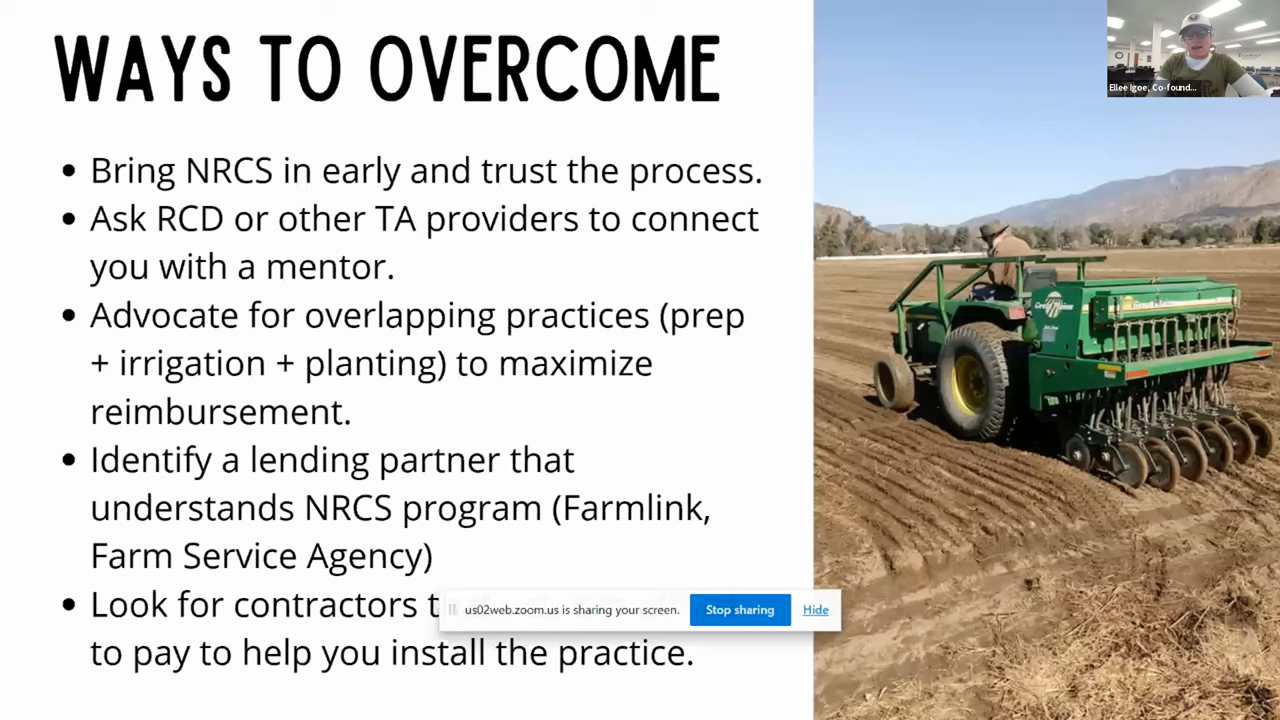 WAYS TO OVERCOME
Ellee Igoe, Co-found...
• Bring NRCS in early and trust the process.
• Ask RCD or other TA providers to connect
you with a mentor.
• Advocate for overlapping practices (prep
+ irrigation + planting) to maximize
reimbursement.
• Identify a lending partner that
understands NRCS program (Farmlink,
Farm Service Agency)
• Look for contractors
us02web.zoom.us is sharing your screen. Stop sharing Hide
to pay to help you install the practice.